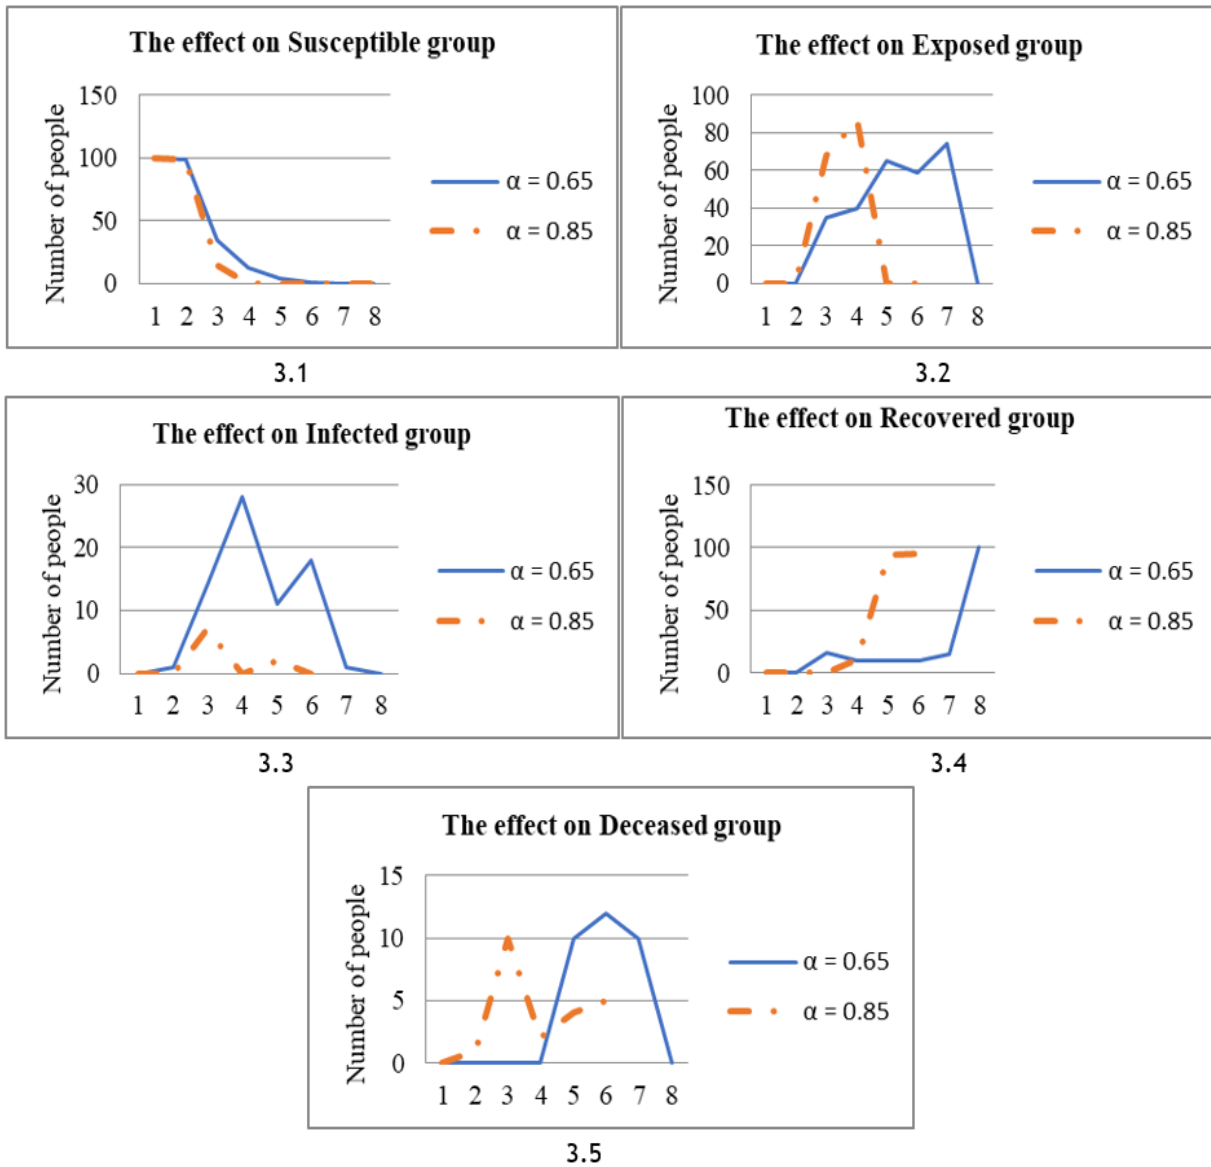 The effect on Susceptible group
Number of people
150
100
50
0
1 2 3 4 5 6 7 8
α = 0.65
α = 0.85
3.1
The effect on Exposed group
Number of people
100
80
60
40
20
0
1 2 3 4 5 6 7 8
α = 0.65
α = 0.85
3.2
The effect on Infected group
Number of people
30
20
10
0
1 2 3 4 5 6 7 8
α = 0.65
α = 0.85
3.3
The effect on Recovered group
Number of people
150
100
50
0
1 2 3 4 5 6 7 8
α = 0.65
α = 0.85
3.4
The effect on Deceased group
Number of people
15
10
5
0
1 2 3 4 5 6 7 8
α = 0.65
α = 0.85
3.5